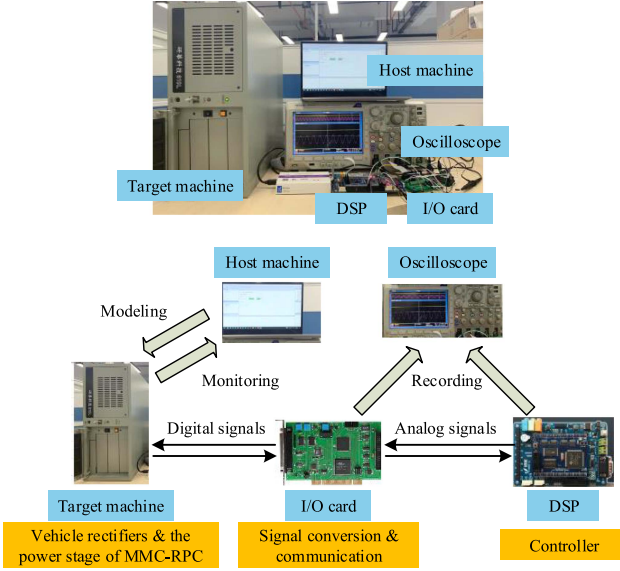 Host machine
Oscilloscope
Target machine
DSP
I/O card
Host machine
Oscilloscope
Modeling
Monitoring
Recording
Digital signals
Analog signals
Target machine
I/O card
DSP
Vehicle rectifiers & the
power stage of MMC-RPC
Signal conversion &
communication
Controller